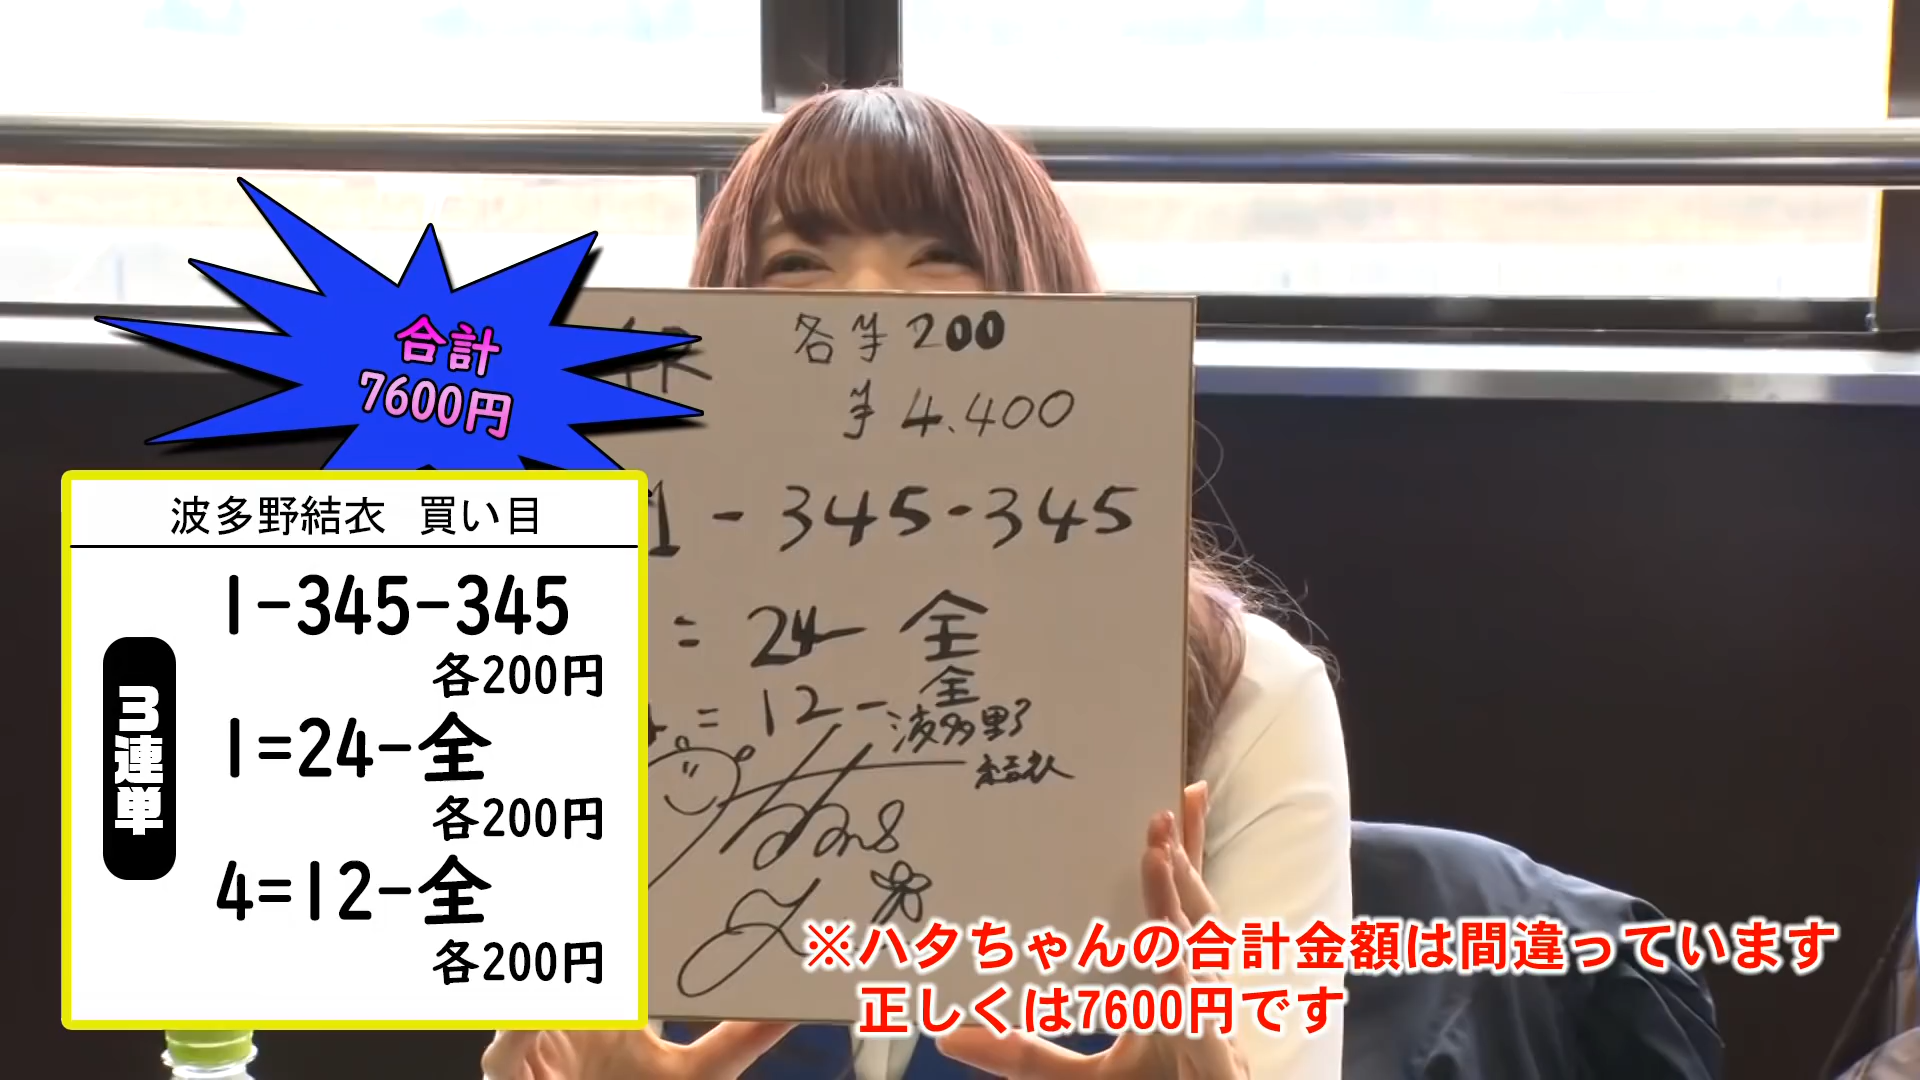 合計
7600円
波多野結衣 買い目
3連単
1-345-345
各200円
1=24-全
各200円
4=12-全
各200円
各¥200
¥4.400
1-345-345
=24-全
=12-全
波多野
結衣
※ハタちゃんの合計金額は間違っています
正しくは7600円です